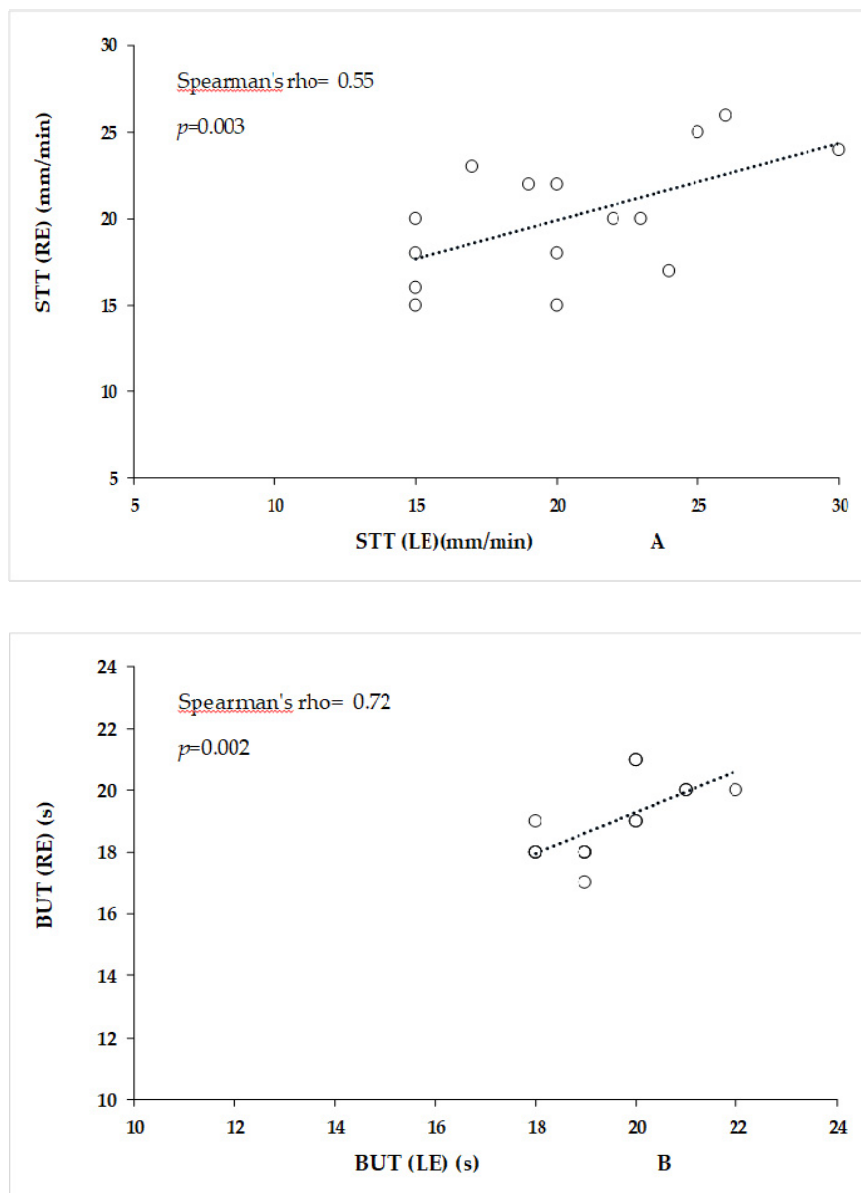 30
Spearman's rho= 0.55
p=0.003
25
20
15
10
5
STT (RE) (mm/min)
5 10 15 20 25 30
STT (LE)(mm/min) A
24
Spearman's rho= 0.72
p=0.002
22
20
18
16
14
12
10
BUT (RE) (s)
10 12 14 16 18 20 22 24
BUT (LE) (s) B